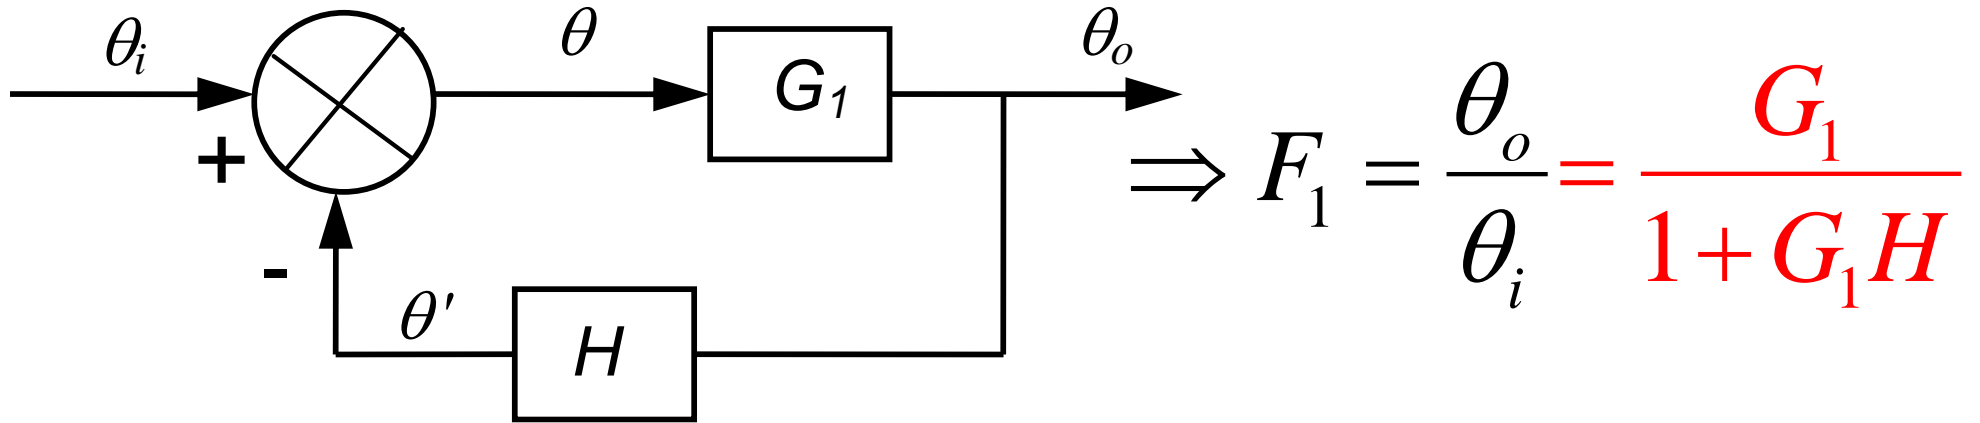 θᵢ + θ G₁ θₒ
- θ' H
⇒ F₁ = θₒ/θᵢ = G₁/(1 + G₁H)